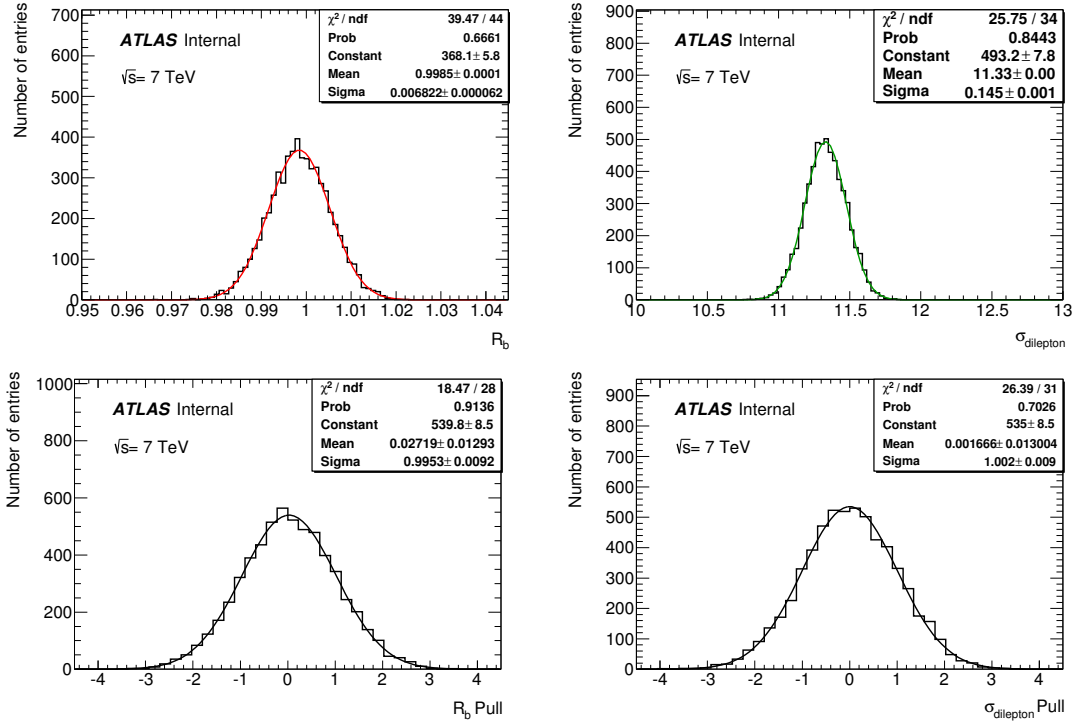 Number of entries
700
600
500
400
300
200
100
0
ATLAS Internal
√s= 7 TeV
χ² / ndf 39.47 / 44
Prob 0.6661
Constant 368.1± 5.8
Mean 0.9985± 0.0001
Sigma 0.006822± 0.000062
0.95 0.96 0.97 0.98 0.99 1 1.01 1.02 1.03 1.04
R_b
Number of entries
900
800
700
600
500
400
300
200
100
0
ATLAS Internal
√s= 7 TeV
χ² / ndf 25.75 / 34
Prob 0.8443
Constant 493.2± 7.8
Mean 11.33± 0.00
Sigma 0.145± 0.001
10 10.5 11 11.5 12 12.5 13
σ_dilepton
Number of entries
1000
800
600
400
200
0
ATLAS Internal
√s= 7 TeV
χ² / ndf 18.47 / 28
Prob 0.9136
Constant 539.8± 8.5
Mean 0.02719± 0.01293
Sigma 0.9953± 0.0092
-4 -3 -2 -1 0 1 2 3 4
R_b Pull
Number of entries
900
800
700
600
500
400
300
200
100
0
ATLAS Internal
√s= 7 TeV
χ² / ndf 26.39 / 31
Prob 0.7026
Constant 535± 8.5
Mean 0.001666± 0.013004
Sigma 1.002± 0.009
-4 -3 -2 -1 0 1 2 3 4
σ_dilepton Pull